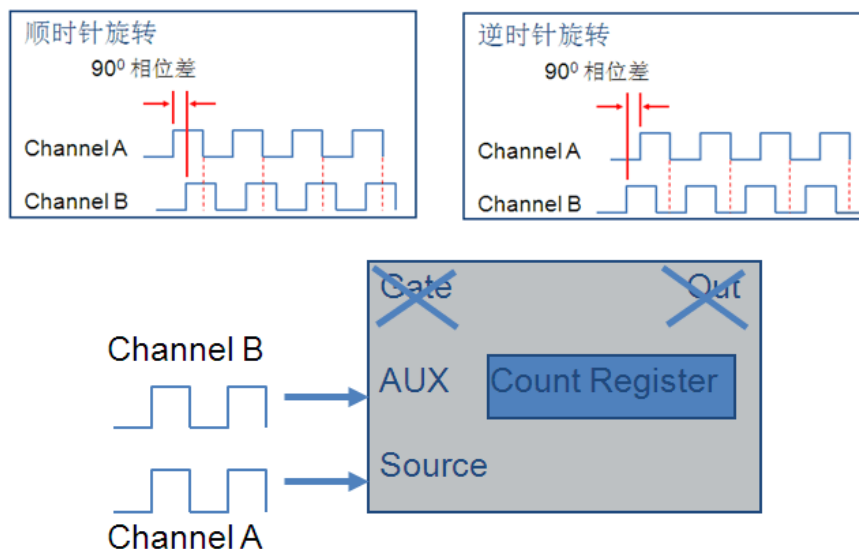 顺时针旋转
90⁰ 相位差
Channel A
Channel B
逆时针旋转
90⁰ 相位差
Channel A
Channel B
Gate
Out
Channel B
AUX
Count Register
Source
Channel A